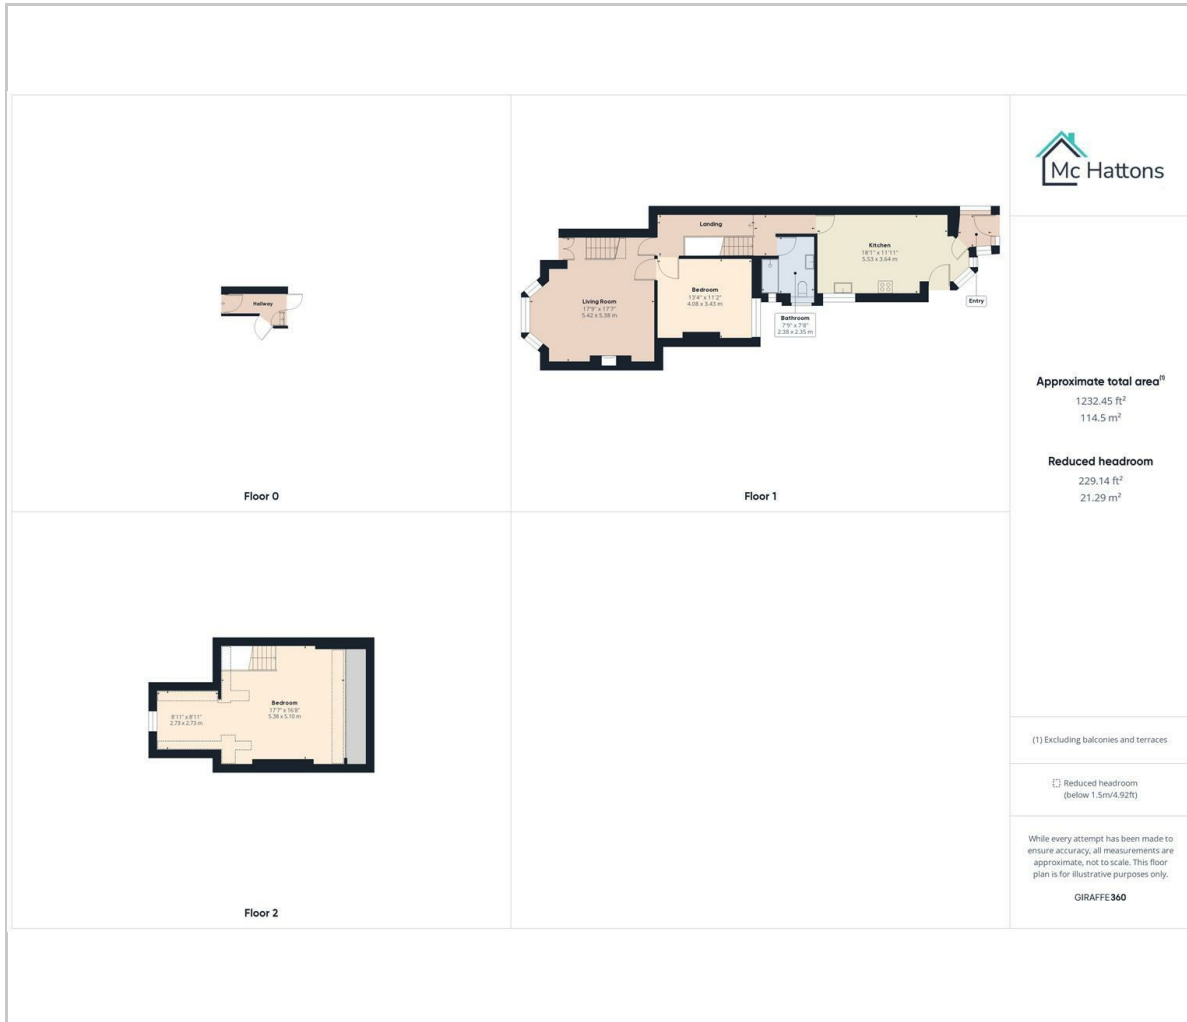 Hallway
Floor 0
Landing
Kitchen
18'1" x 11'11"
5.53 x 3.64 m
Living Room
17'9" x 17'7"
5.42 x 5.38 m
Bedroom
13'4" x 11'2"
4.08 x 3.43 m
Bathroom
7'9" x 7'8"
2.38 x 2.35 m
Entry
Floor 1
Bedroom
17'7" x 16'8"
5.38 x 5.10 m
8'11" x 8'11"
2.73 x 2.73 m
Floor 2
Mc Hattons
Approximate total area(1)
1232.45 ft²
114.5 m²
Reduced headroom
229.14 ft²
21.29 m²
(1) Excluding balconies and terraces
Reduced headroom
(below 1.5m/4.92ft)
While every attempt has been made to
ensure accuracy, all measurements are
approximate, not to scale. This floor
plan is for illustrative purposes only.
GIRAFFE360